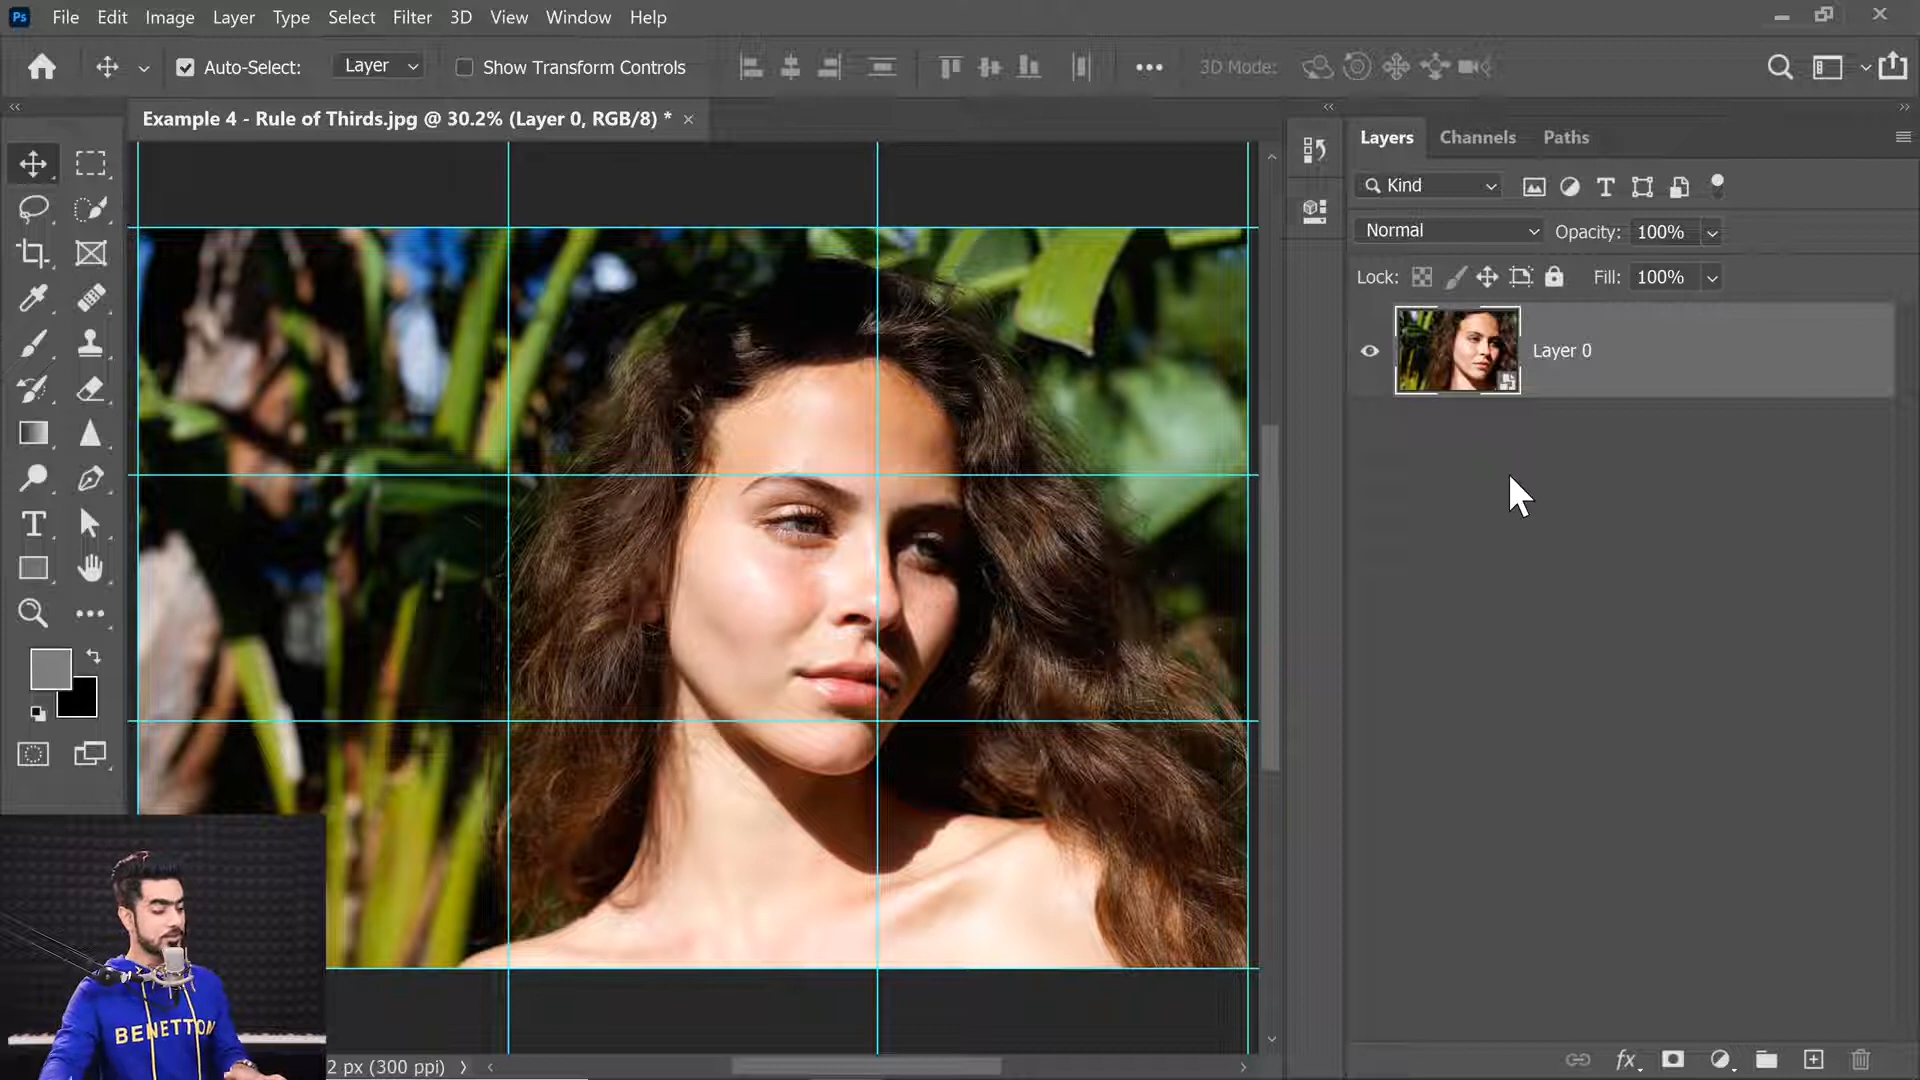 Ps File Edit Image Layer Type Select Filter 3D View Window Help
Auto-Select: Layer Show Transform Controls 3D Mode:
Example 4 - Rule of Thirds.jpg @ 30.2% (Layer 0, RGB/8) *
Layers Channels Paths
Kind
Normal Opacity: 100%
Lock: Fill: 100%
Layer 0
BENETTON
2 px (300 ppi)
fx